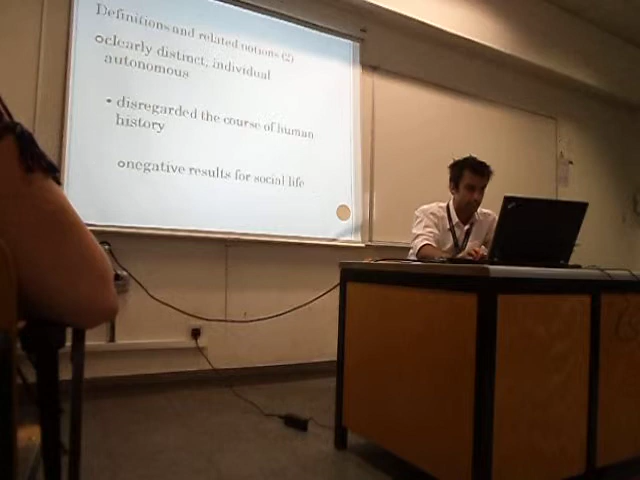 Definitions and related notions (2)
clearly distinct, individual
autonomous
• disregarded the course of human
history
negative results for social life